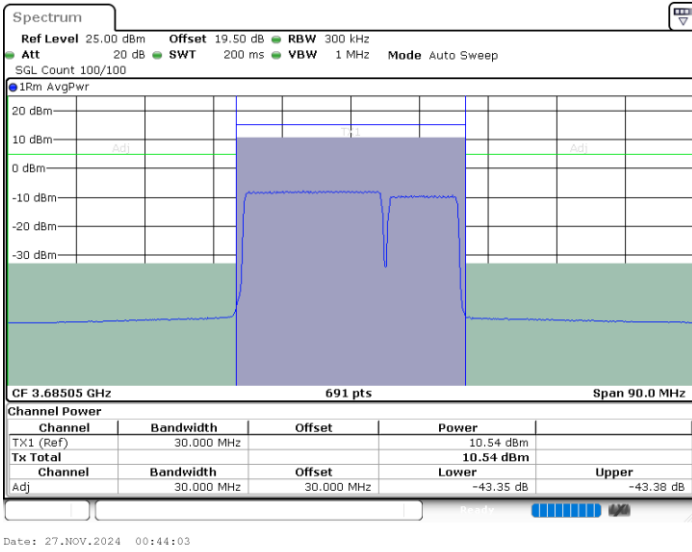 Spectrum
Ref Level 25.00 dBm Offset 19.50 dB RBW 300 kHz
Att 20 dB SWT 200 ms VBW 1 MHz Mode Auto Sweep
SGL Count 100/100
1Rm AvgPwr
20 dBm
TX1
10 dBm
Adj Adj
0 dBm
-10 dBm
-20 dBm
-30 dBm
CF 3.68505 GHz 691 pts Span 90.0 MHz
Channel Power
Channel Bandwidth Offset Power
TX1 (Ref) 30.000 MHz 10.54 dBm
Tx Total 10.54 dBm
Channel Bandwidth Offset Lower Upper
Adj 30.000 MHz 30.000 MHz -43.35 dB -43.38 dB
Ready
Date: 27.NOV.2024 00:44:03